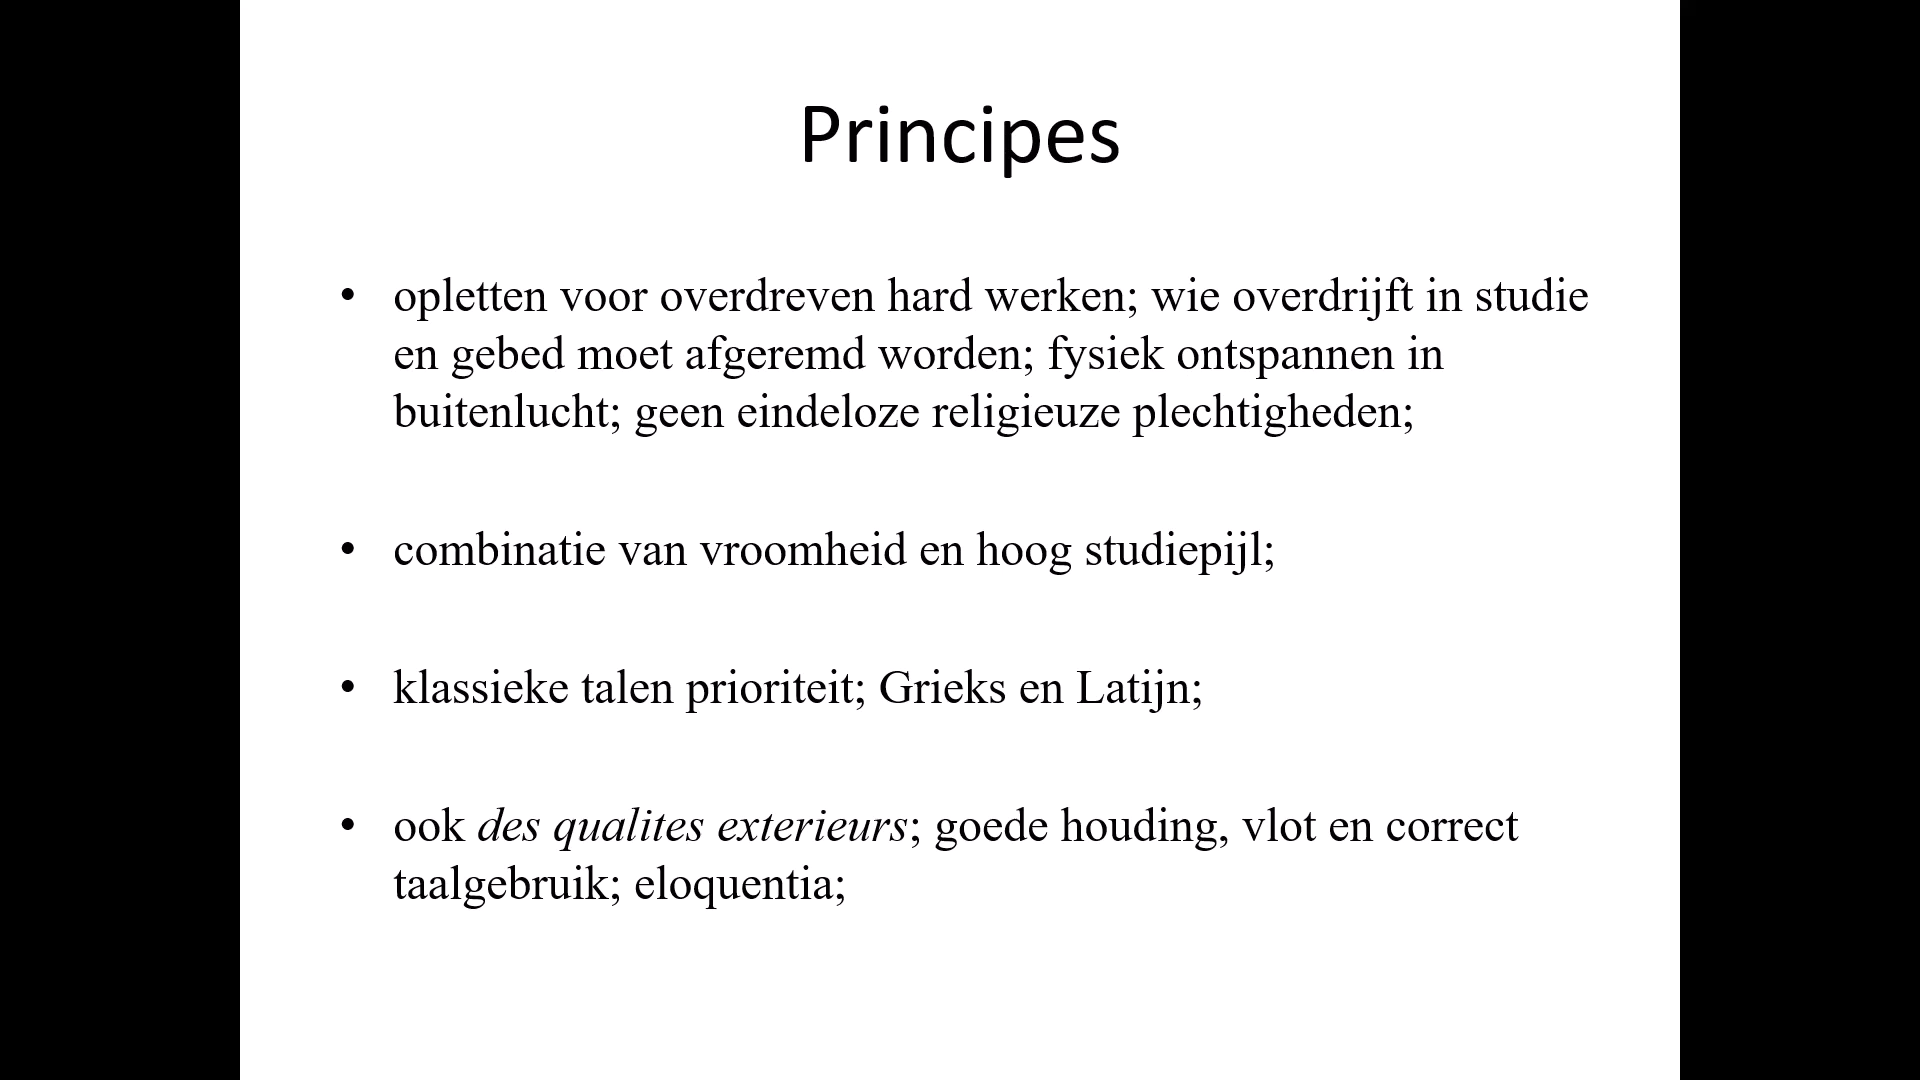 Principes
• opletten voor overdreven hard werken; wie overdrijft in studie
en gebed moet afgeremd worden; fysiek ontspannen in
buitenlucht; geen eindeloze religieuze plechtigheden;
• combinatie van vroomheid en hoog studiepijl;
• klassieke talen prioriteit; Grieks en Latijn;
• ook des qualites exterieurs; goede houding, vlot en correct
taalgebruik; eloquentia;